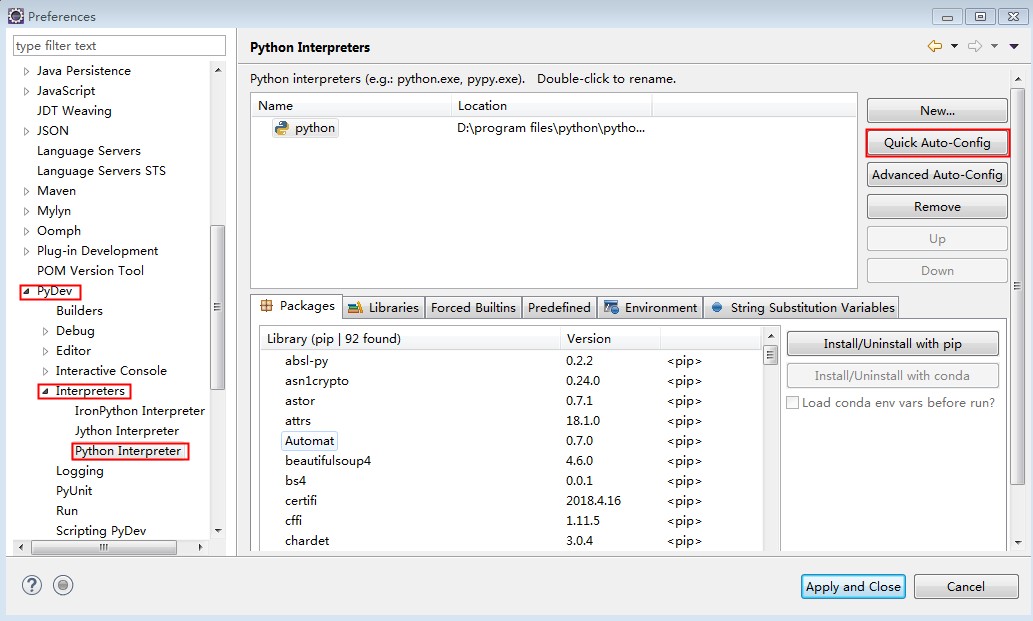 Preferences
type filter text
Java Persistence
JavaScript
JDT Weaving
JSON
Language Servers
Language Servers STS
Maven
Mylyn
Oomph
Plug-in Development
POM Version Tool
PyDev
Builders
Debug
Editor
Interactive Console
Interpreters
IronPython Interpreter
Jython Interpreter
Python Interpreter
Logging
PyUnit
Run
Scripting PyDev
Python Interpreters
Python interpreters (e.g.: python.exe, pypy.exe). Double-click to rename.
Name Location
python D:\program files\python\pytho...
New...
Quick Auto-Config
Advanced Auto-Config
Remove
Up
Down
Packages Libraries Forced Builtins Predefined Environment String Substitution Variables
Library (pip | 92 found) Version
absl-py 0.2.2 <pip>
asn1crypto 0.24.0 <pip>
astor 0.7.1 <pip>
attrs 18.1.0 <pip>
Automat 0.7.0 <pip>
beautifulsoup4 4.6.0 <pip>
bs4 0.0.1 <pip>
certifi 2018.4.16 <pip>
cffi 1.11.5 <pip>
chardet 3.0.4 <pip>
Install/Uninstall with pip
Install/Uninstall with conda
Load conda env vars before run?
Apply and Close Cancel